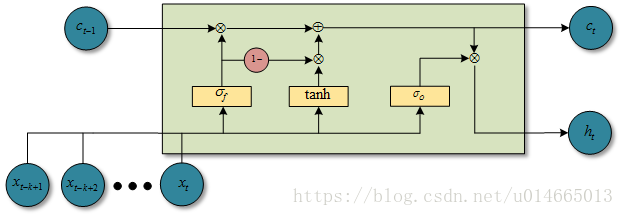 c_{t-1}
c_t
1-
σ_f
tanh
σ_o
h_t
x_{t-k+1} x_{t-k+2} ●●● x_t
https://blog.csdn.net/u014665013